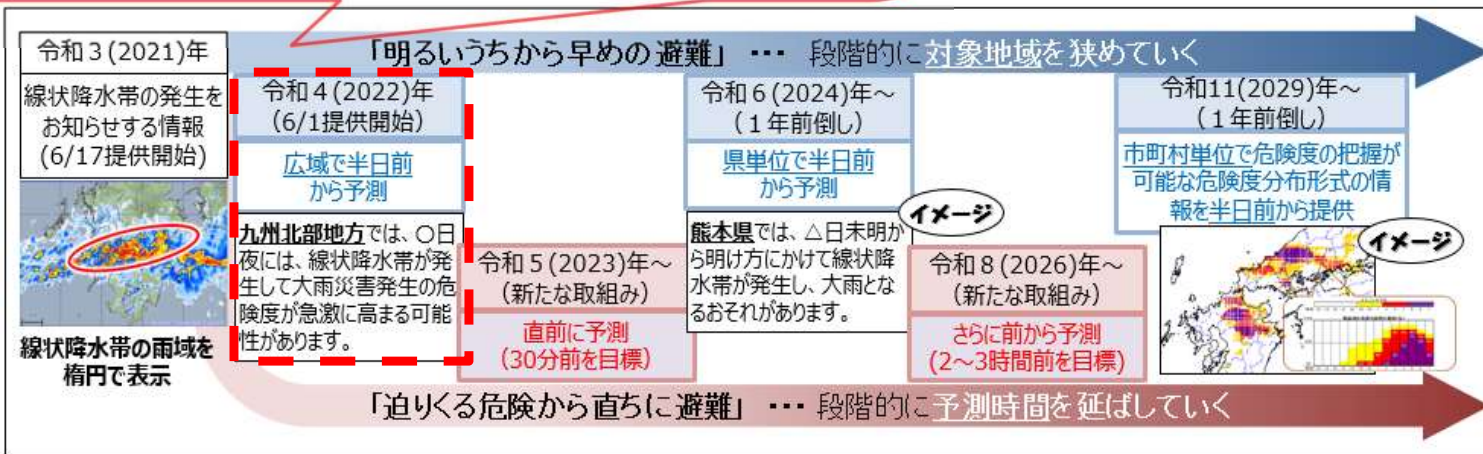 「明るいうちから早めの避難」 ・・・ 段階的に対象地域を狭めていく
令和3(2021)年
線状降水帯の発生を
お知らせする情報
(6/17提供開始)
線状降水帯の雨域を
楕円で表示
令和4(2022)年
(6/1提供開始)
広域で半日前
から予測
九州北部地方では、○日
夜には、線状降水帯が発
生して大雨災害発生の危
険度が急激に高まる可能
性があります。
令和5(2023)年~
(新たな取組み)
直前に予測
(30分前を目標)
令和6(2024)年~
(1年前倒し)
県単位で半日前
から予測
イメージ
熊本県では、△日未明か
ら明け方にかけて線状降
水帯が発生し、大雨とな
るおそれがあります。
令和8(2026)年~
(新たな取組み)
さらに前から予測
(2~3時間前を目標)
令和11(2029)年~
(1年前倒し)
市町村単位で危険度の把握が
可能な危険度分布形式の情
報を半日前から提供
イメージ
「迫りくる危険から直ちに避難」 ・・・ 段階的に予測時間を延ばしていく